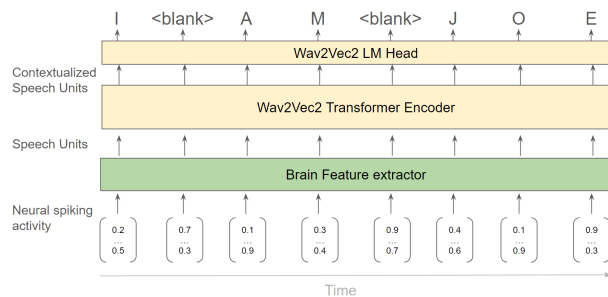 I <blank> A M <blank> J O E
Wav2Vec2 LM Head
Contextualized
Speech Units
Wav2Vec2 Transformer Encoder
Speech Units
Brain Feature extractor
Neural spiking
activity
0.2 0.7 0.1 0.3 0.9 0.4 0.1 0.9
... ... ... ... ... ... ... ...
0.5 0.3 0.9 0.4 0.7 0.6 0.9 0.3
Time